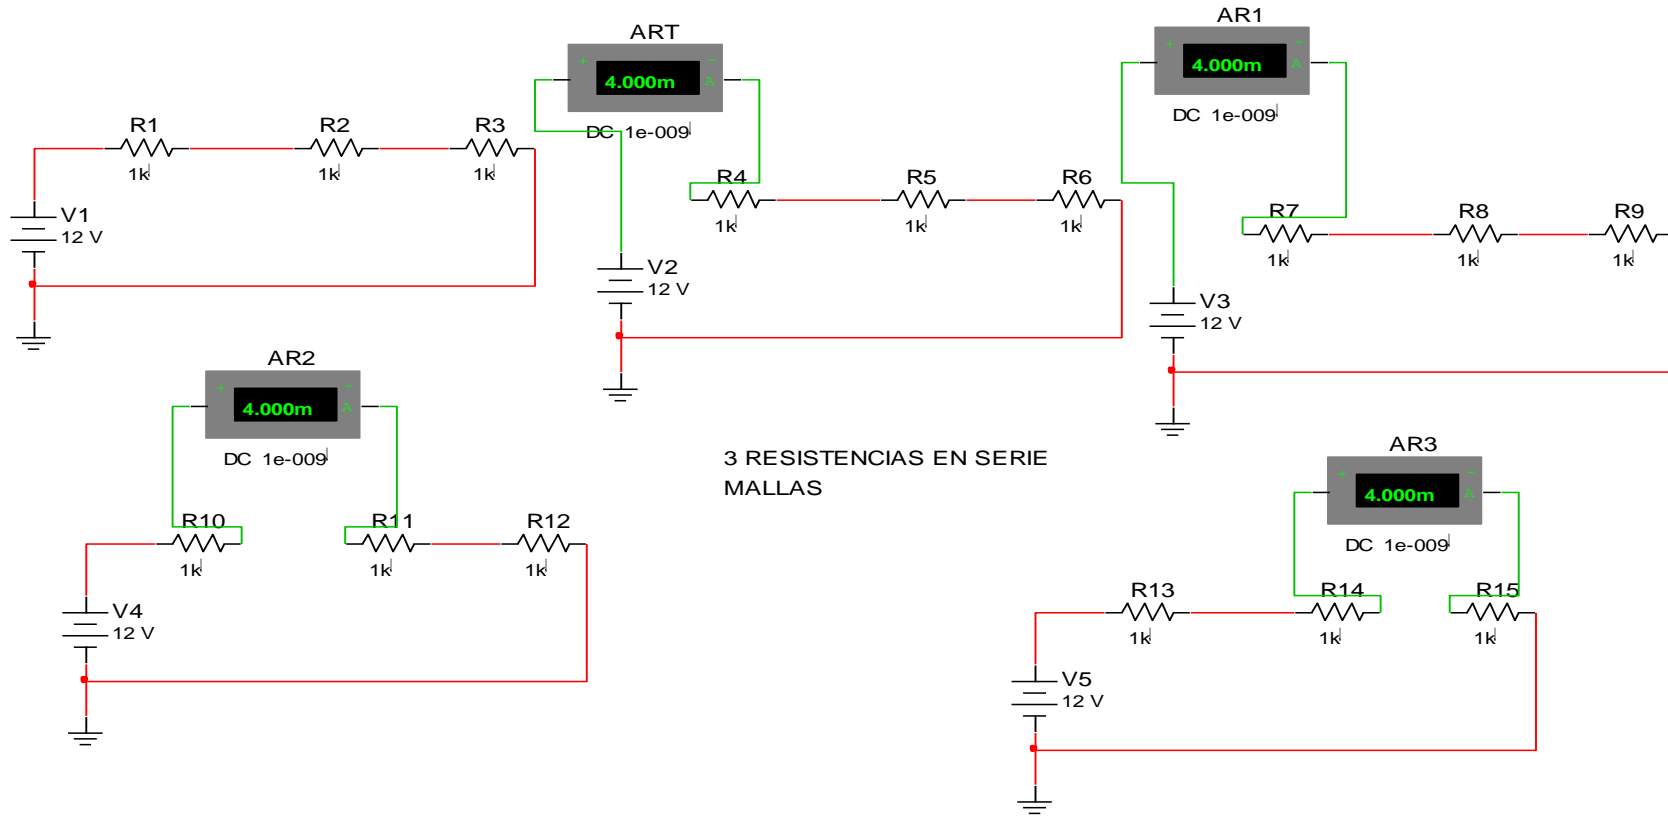 AR1
ART
4.000m
4.000m
DC 1e-009
DC 1e-009
R1 R2 R3
1k 1k 1k
R4 R5 R6
1k 1k 1k
R7 R8 R9
1k 1k 1k
V1
12 V
V2
12 V
V3
12 V
AR2
4.000m
DC 1e-009
3 RESISTENCIAS EN SERIE
MALLAS
AR3
4.000m
DC 1e-009
R10 R11 R12
1k 1k 1k
R13 R14 R15
1k 1k 1k
V4
12 V
V5
12 V